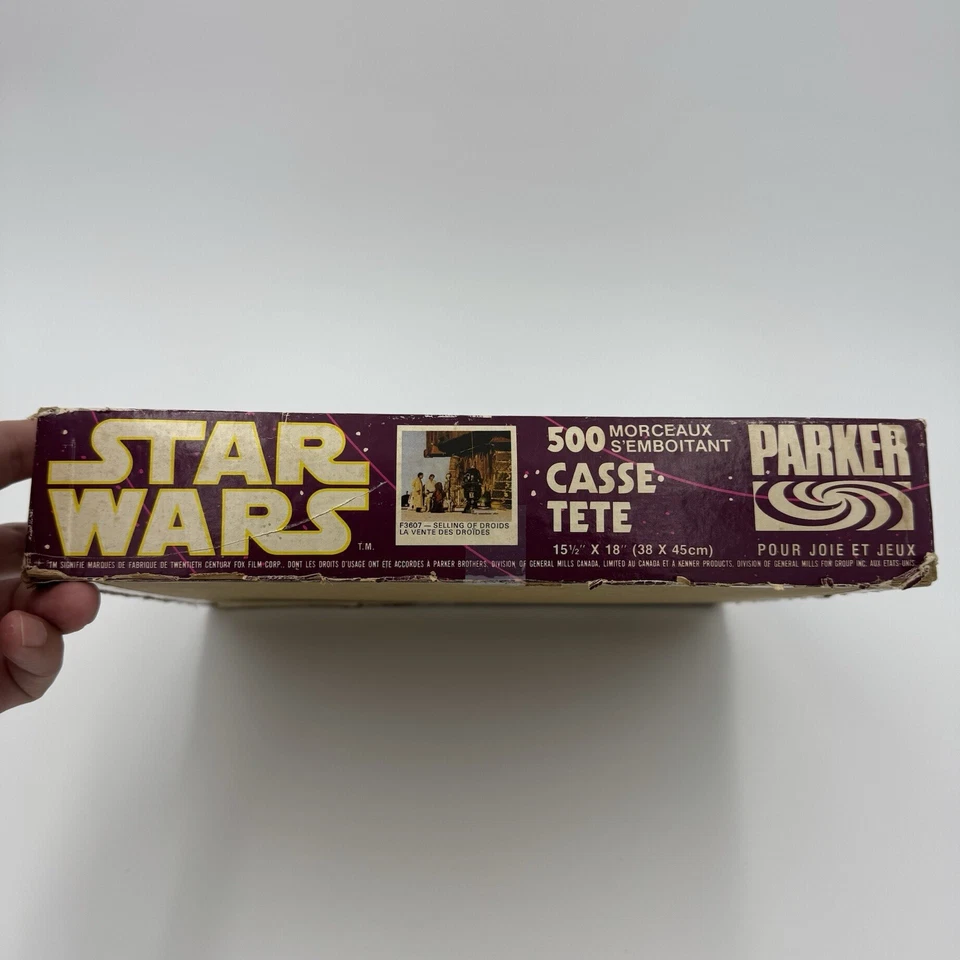 STAR
WARS
T.M.
F3607 — SELLING OF DROIDS
LA VENTE DES DROÏDES
500 MORCEAUX
S'EMBOITANT
CASSE-
TETE
15½" X 18" (38 X 45cm)
PARKER
POUR JOIE ET JEUX
TM SIGNIFIE MARQUES DE FABRIQUE DE TWENTIETH CENTURY FOX FILM CORP., DONT LES DROITS D'USAGE ONT ÉTÉ ACCORDÉS À PARKER BROTHERS, DIVISION OF GENERAL MILLS CANADA, LIMITED AU CANADA ET A KENNER PRODUCTS, DIVISION OF GENERAL MILLS FUN GROUP INC. AUX ETATS-UNIS.